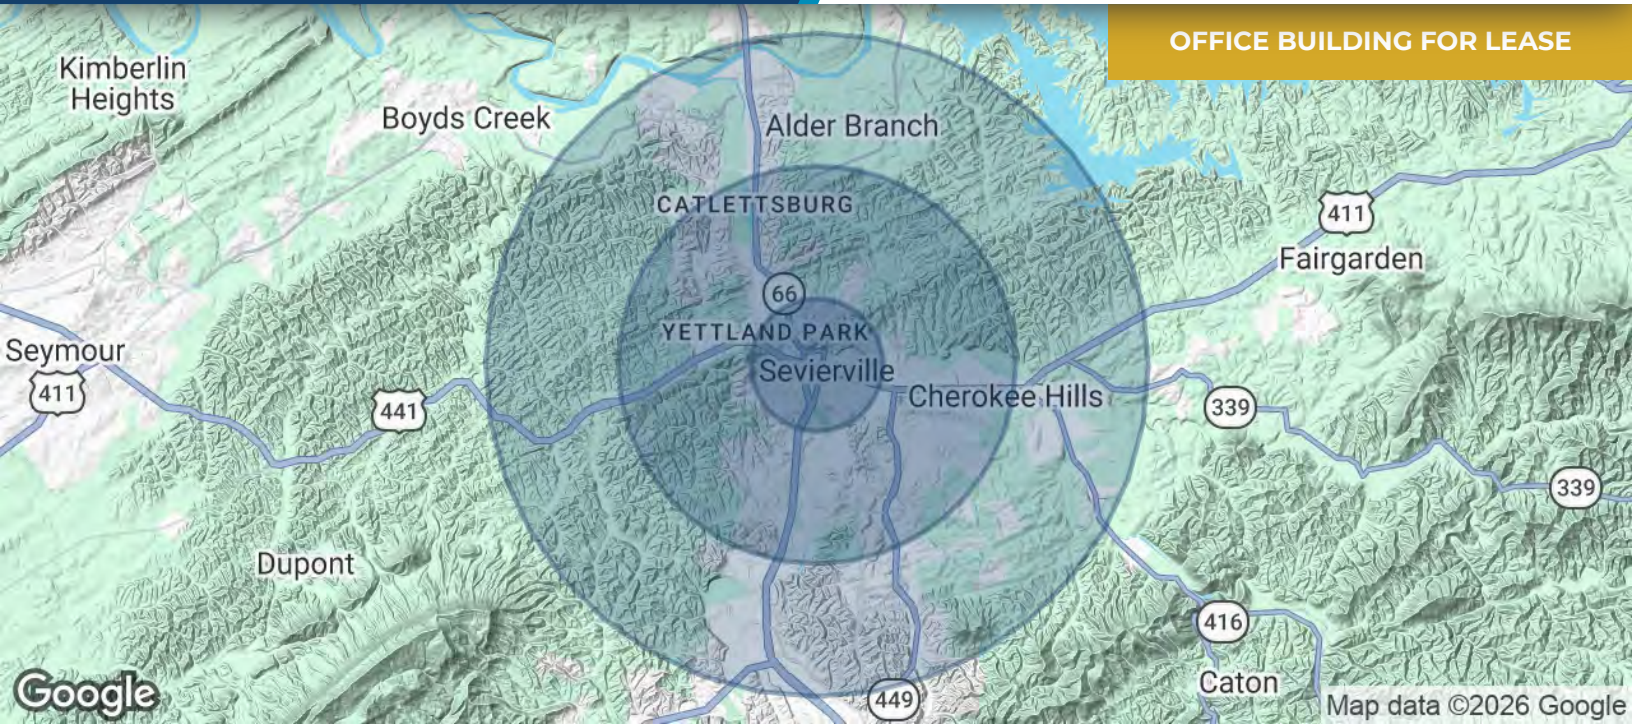 OFFICE BUILDING FOR LEASE
Kimberlin
Heights
Boyds Creek
Alder Branch
CATLETTSBURG
411
Fairgarden
66
YETTLAND PARK
Seymour
Sevierville
411
441
Cherokee Hills
339
339
Dupont
416
Caton
449
Google
Map data ©2026 Google